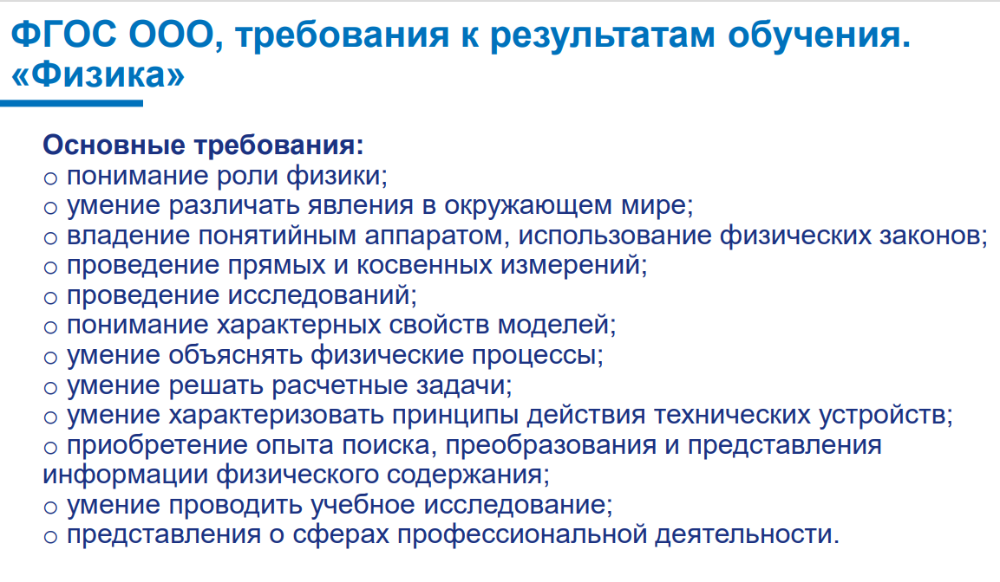 ФГОС ООО, требования к результатам обучения.
«Физика»
Основные требования:
○ понимание роли физики;
○ умение различать явления в окружающем мире;
○ владение понятийным аппаратом, использование физических законов;
○ проведение прямых и косвенных измерений;
○ проведение исследований;
○ понимание характерных свойств моделей;
○ умение объяснять физические процессы;
○ умение решать расчетные задачи;
○ умение характеризовать принципы действия технических устройств;
○ приобретение опыта поиска, преобразования и представления
информации физического содержания;
○ умение проводить учебное исследование;
○ представления о сферах профессиональной деятельности.